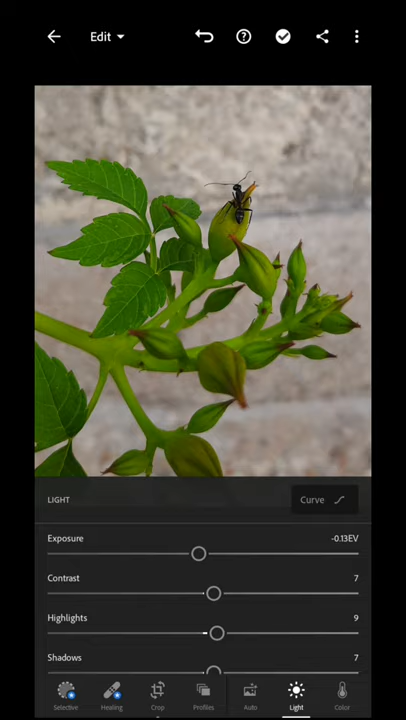 Edit
LIGHT
Curve
Exposure -0.13EV
Contrast 7
Highlights 9
Shadows 7
Selective Healing Crop Profiles Auto Light Color